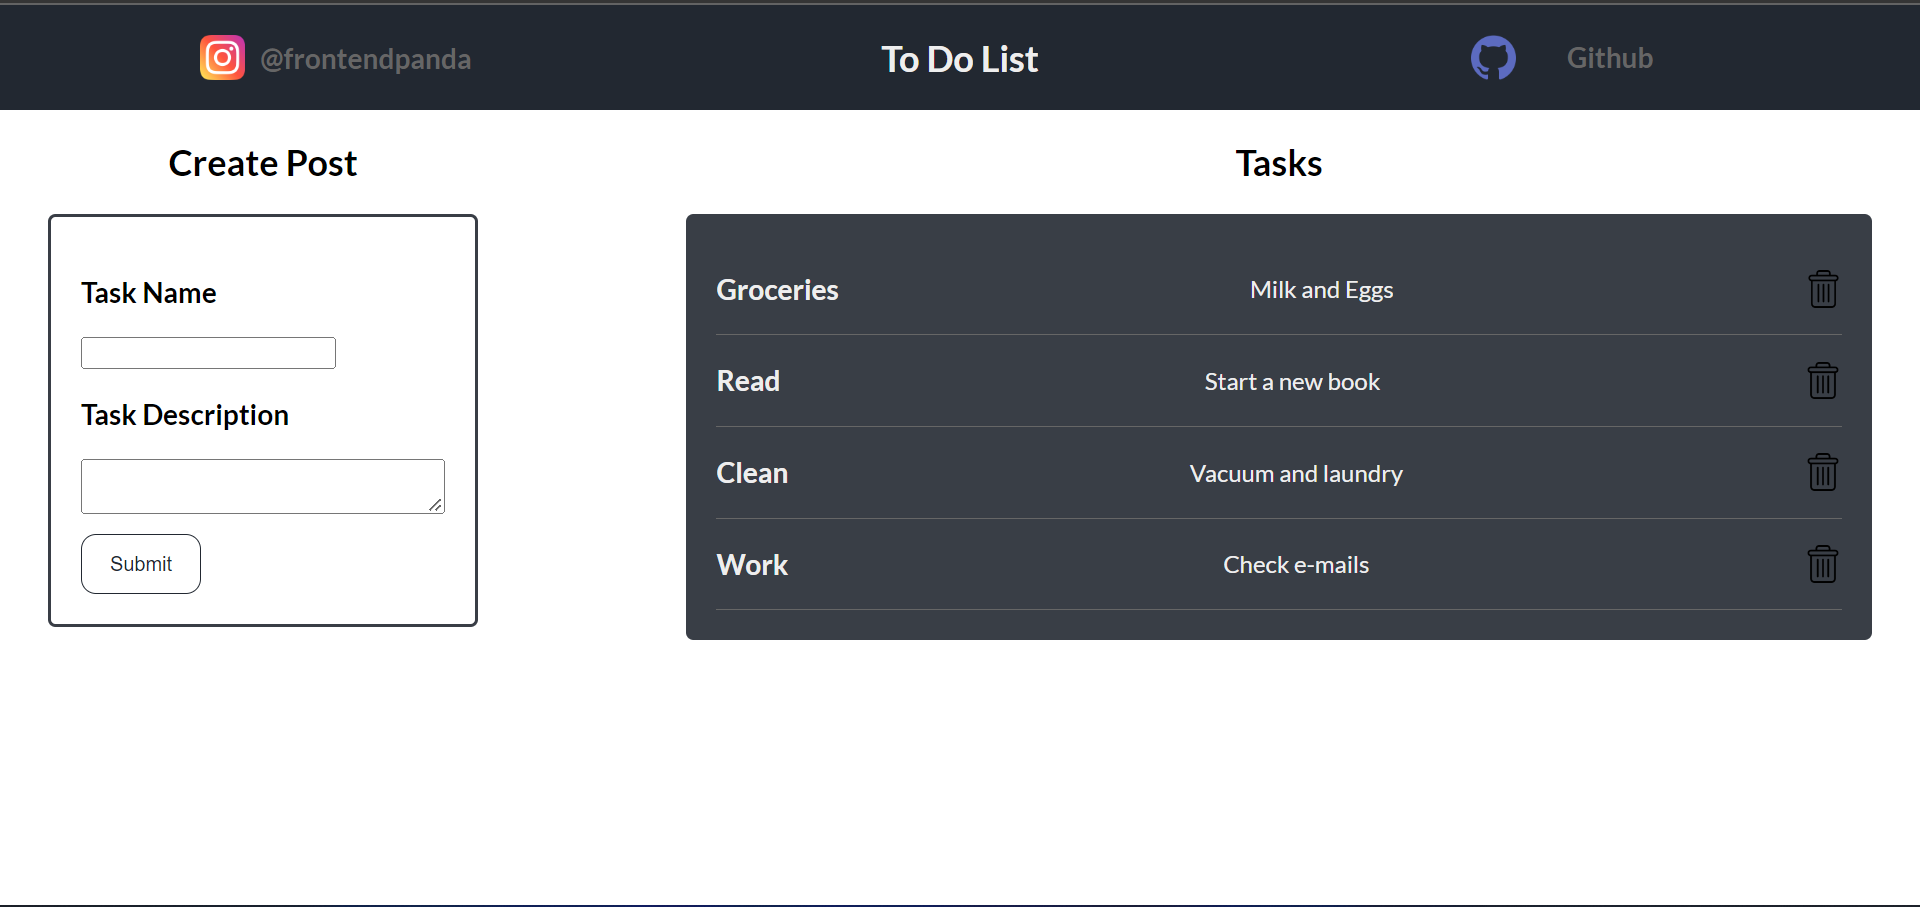 @frontendpanda
To Do List
Github
Create Post
Task Name
Task Description
Submit
Tasks
Groceries Milk and Eggs
Read Start a new book
Clean Vacuum and laundry
Work Check e-mails